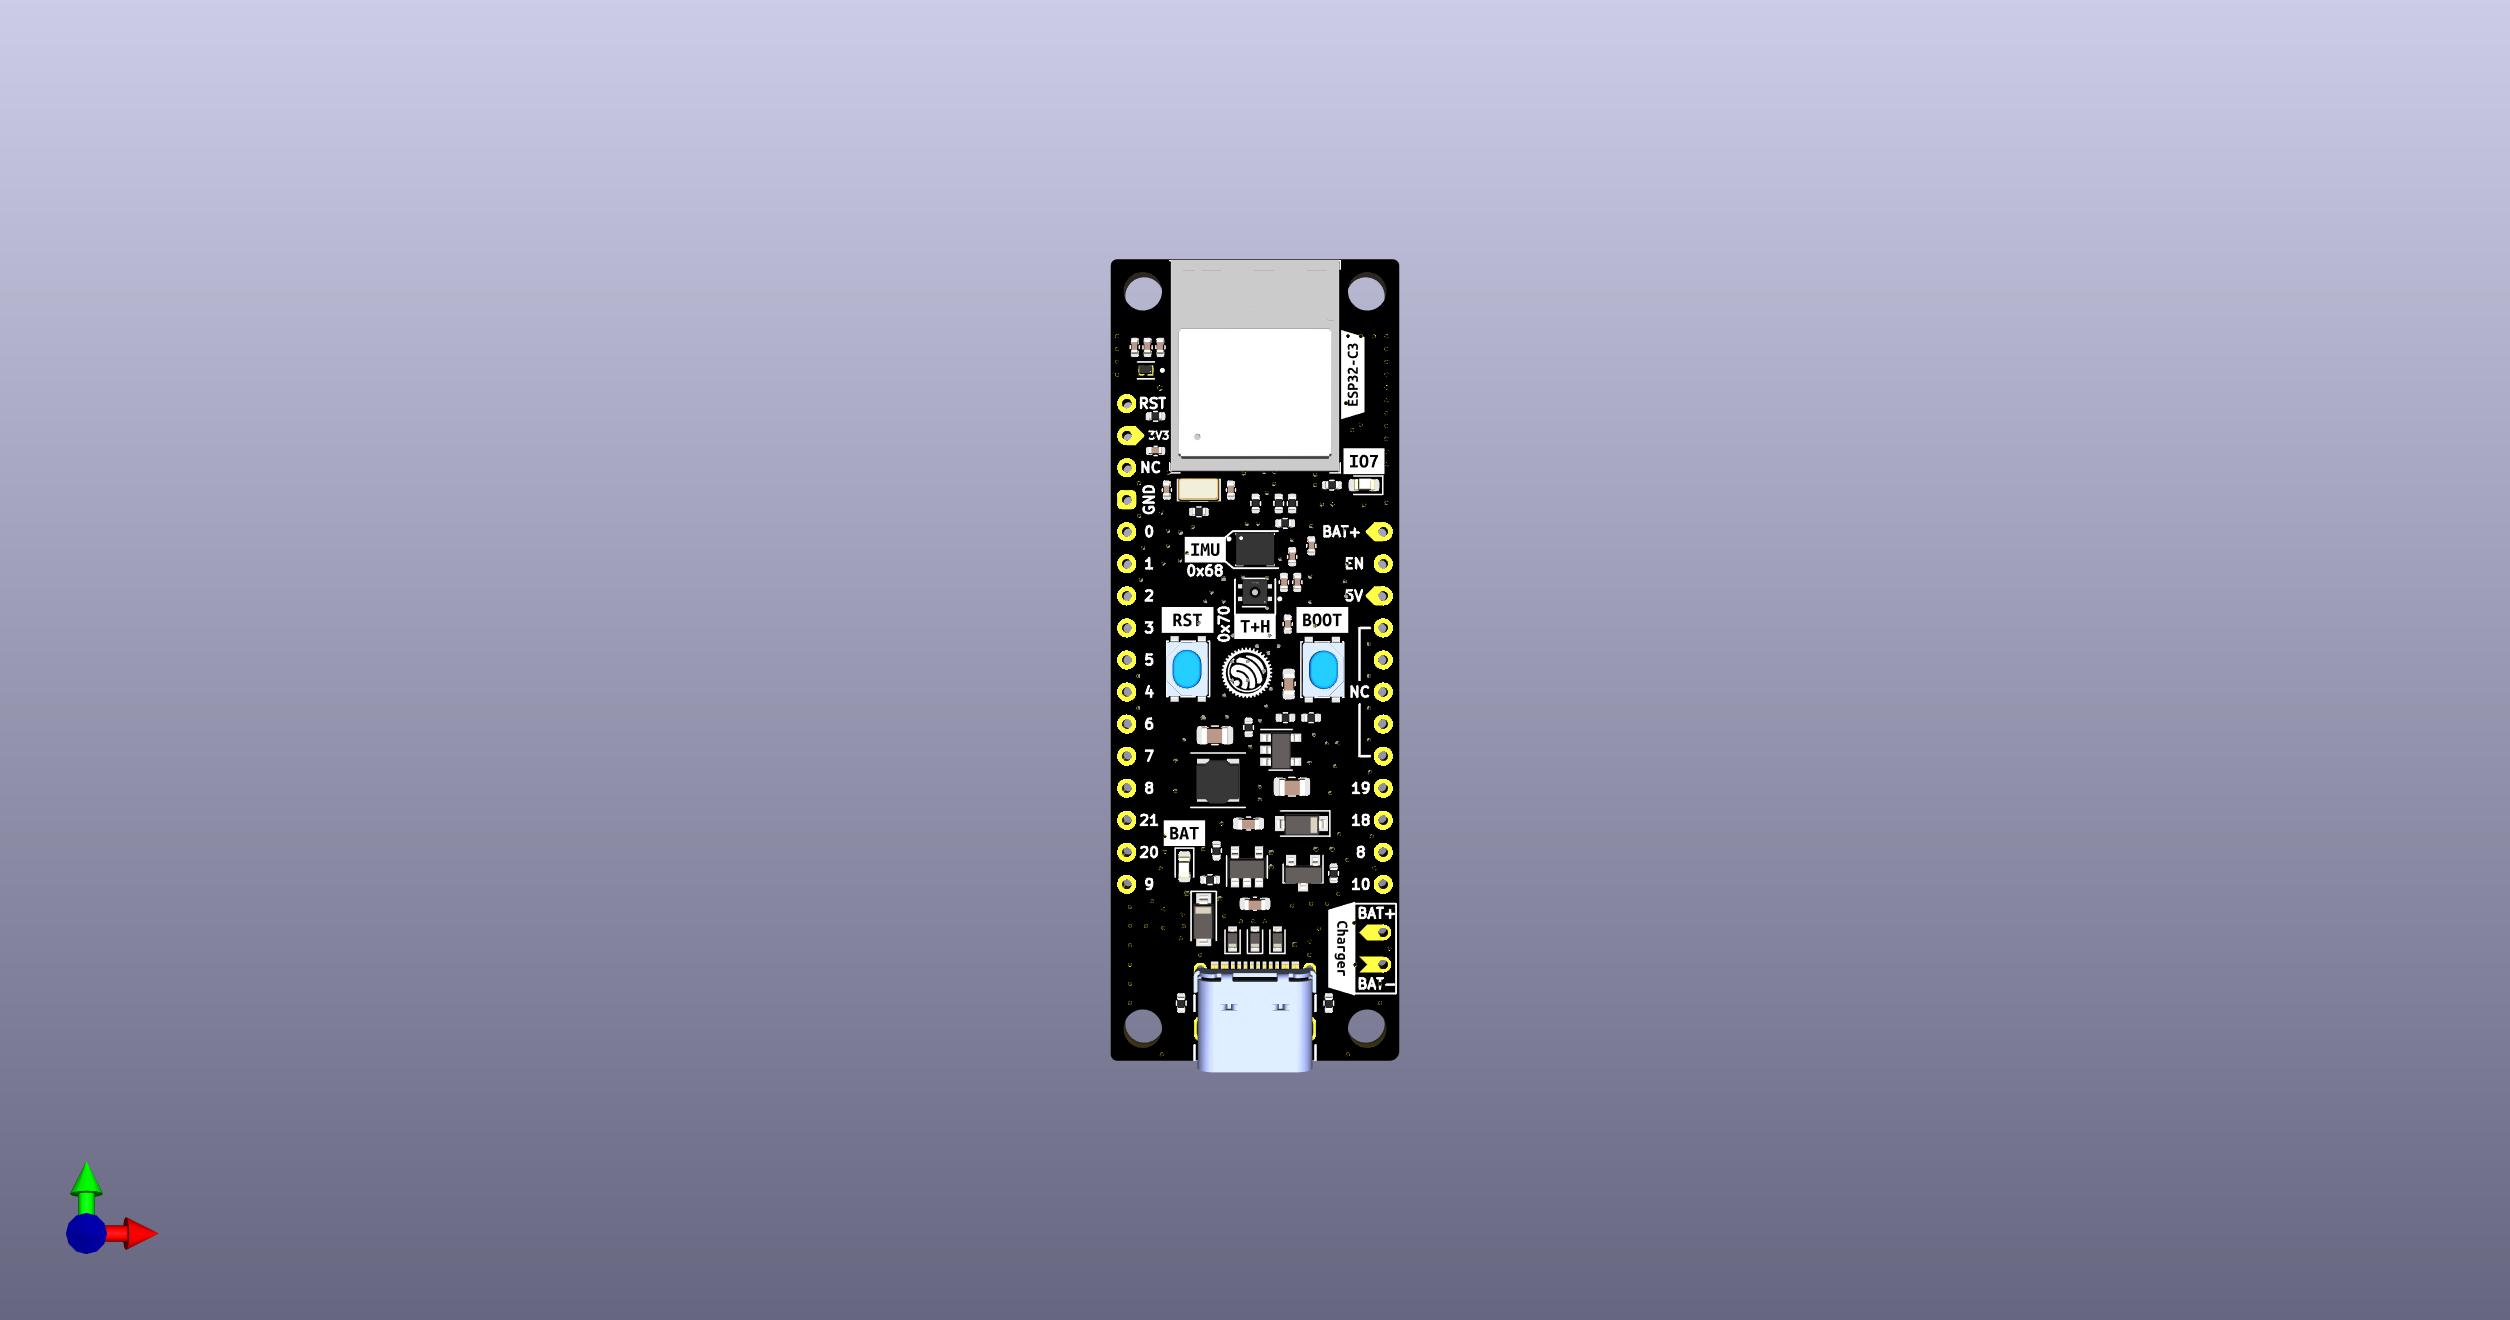 ESP32-C3
RST
3V3
NC
GND
0
1
2
3
5
4
6
7
8
21
20
9
IO7
IMU
0x68
0x70
T+H
RST
BOOT
BAT
BAT+
EN
5V
NC
19
18
8
10
Charger
BAT+
BAT-